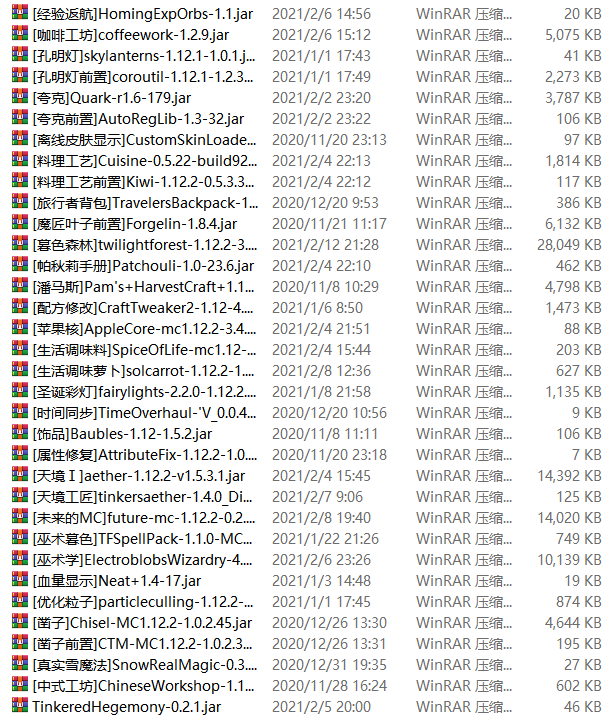 [经验返航]HomingExpOrbs-1.1.jar 2021/2/6 14:56 WinRAR 压缩... 20 KB
[咖啡工坊]coffeework-1.2.9.jar 2021/2/6 15:12 WinRAR 压缩... 5,075 KB
[孔明灯]skylanterns-1.12.1-1.0.1.j... 2021/1/1 17:43 WinRAR 压缩... 41 KB
[孔明灯前置]coroutil-1.12.1-1.2.3... 2021/1/1 17:49 WinRAR 压缩... 2,273 KB
[夸克]Quark-r1.6-179.jar 2021/2/2 23:20 WinRAR 压缩... 3,787 KB
[夸克前置]AutoRegLib-1.3-32.jar 2021/2/2 23:22 WinRAR 压缩... 106 KB
[离线皮肤显示]CustomSkinLoade... 2020/11/20 23:13 WinRAR 压缩... 97 KB
[料理工艺]Cuisine-0.5.22-build92... 2021/2/4 22:13 WinRAR 压缩... 1,814 KB
[料理工艺前置]Kiwi-1.12.2-0.5.3.3... 2021/2/4 22:12 WinRAR 压缩... 117 KB
[旅行者背包]TravelersBackpack-1... 2020/12/20 9:53 WinRAR 压缩... 386 KB
[魔匠叶子前置]Forgelin-1.8.4.jar 2020/11/21 11:17 WinRAR 压缩... 6,132 KB
[暮色森林]twilightforest-1.12.2-3... 2021/2/12 21:28 WinRAR 压缩... 28,049 KB
[帕秋莉手册]Patchouli-1.0-23.6.jar 2021/2/4 22:10 WinRAR 压缩... 462 KB
[潘马斯]Pam's+HarvestCraft+1.1... 2020/11/8 10:29 WinRAR 压缩... 4,798 KB
[配方修改]CraftTweaker2-1.12-4.... 2021/1/6 8:50 WinRAR 压缩... 1,473 KB
[苹果核]AppleCore-mc1.12.2-3.4.... 2021/2/4 21:51 WinRAR 压缩... 88 KB
[生活调味料]SpiceOfLife-mc1.12-... 2021/2/4 15:44 WinRAR 压缩... 203 KB
[生活调味萝卜]solcarrot-1.12.2-1.... 2021/2/8 12:36 WinRAR 压缩... 627 KB
[圣诞彩灯]fairylights-2.2.0-1.12.2... 2021/1/8 21:58 WinRAR 压缩... 1,135 KB
[时间同步]TimeOverhaul-'V_0.0.4... 2020/12/20 10:56 WinRAR 压缩... 9 KB
[饰品]Baubles-1.12-1.5.2.jar 2020/11/8 11:11 WinRAR 压缩... 106 KB
[属性修复]AttributeFix-1.12.2-1.0... 2020/11/20 23:18 WinRAR 压缩... 7 KB
[天境Ⅰ]aether-1.12.2-v1.5.3.1.jar 2021/2/4 15:45 WinRAR 压缩... 14,392 KB
[天境工匠]tinkersaether-1.4.0_Di... 2021/2/7 9:06 WinRAR 压缩... 125 KB
[未来的MC]future-mc-1.12.2-0.2.... 2021/2/8 19:40 WinRAR 压缩... 14,020 KB
[巫术暮色]TFSpellPack-1.1.0-MC... 2021/1/22 21:26 WinRAR 压缩... 749 KB
[巫术学]ElectroblobsWizardry-4.... 2021/2/6 23:26 WinRAR 压缩... 10,139 KB
[血量显示]Neat+1.4-17.jar 2021/1/3 14:48 WinRAR 压缩... 19 KB
[优化粒子]particleculling-1.12.2-... 2021/1/1 17:45 WinRAR 压缩... 874 KB
[凿子]Chisel-MC1.12.2-1.0.2.45.jar 2020/12/26 13:30 WinRAR 压缩... 4,644 KB
[凿子前置]CTM-MC1.12.2-1.0.2.3... 2020/12/26 13:31 WinRAR 压缩... 195 KB
[真实雪魔法]SnowRealMagic-0.3.... 2020/12/31 19:35 WinRAR 压缩... 27 KB
[中式工坊]ChineseWorkshop-1.1... 2020/11/28 16:24 WinRAR 压缩... 602 KB
TinkeredHegemony-0.2.1.jar 2021/2/5 20:00 WinRAR 压缩... 46 KB